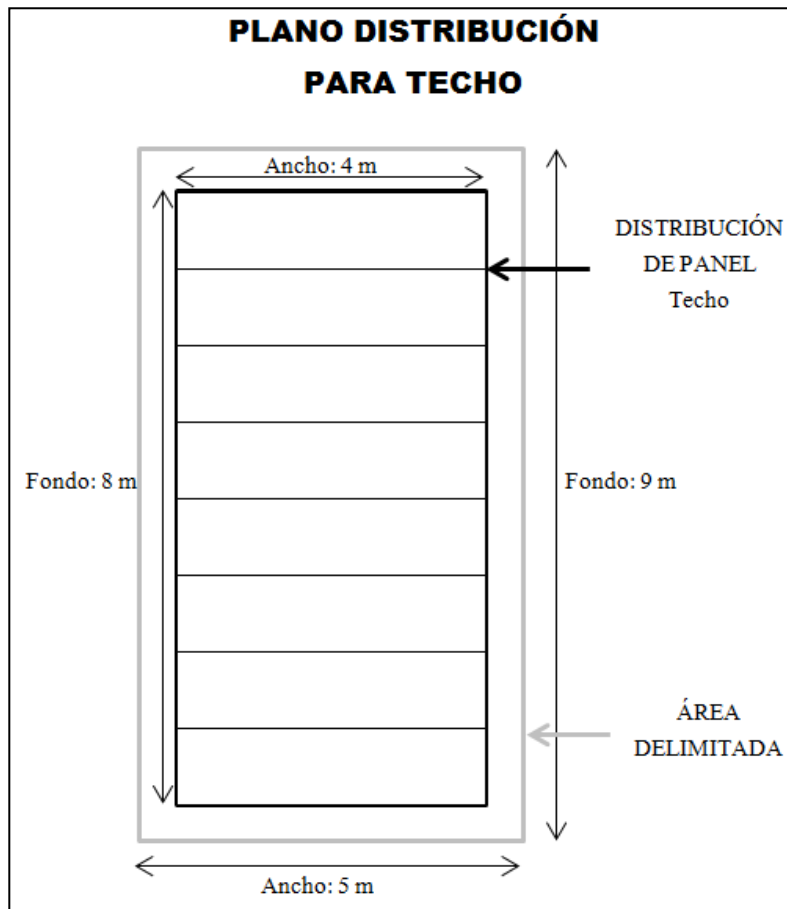 PLANO DISTRIBUCIÓN
PARA TECHO
Ancho: 4 m
DISTRIBUCIÓN
DE PANEL
Techo
Fondo: 8 m
Fondo: 9 m
ÁREA
DELIMITADA
Ancho: 5 m